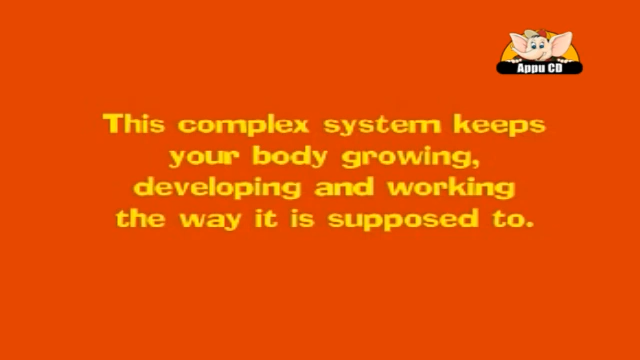 Appu CD
This complex system keeps
your body growing,
developing and working
the way it is supposed to.